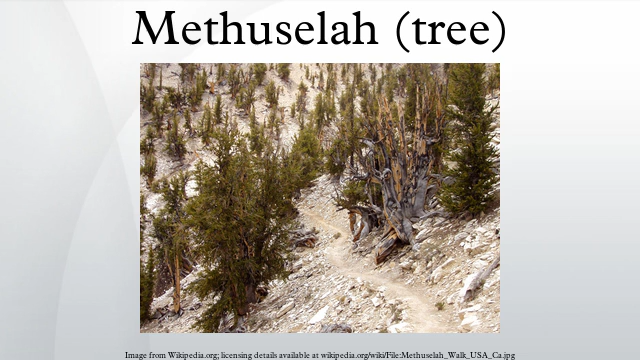 Methuselah (tree)
Image from Wikipedia.org; licensing details available at wikipedia.org/wiki/File:Methuselah_Walk_USA_Ca.jpg